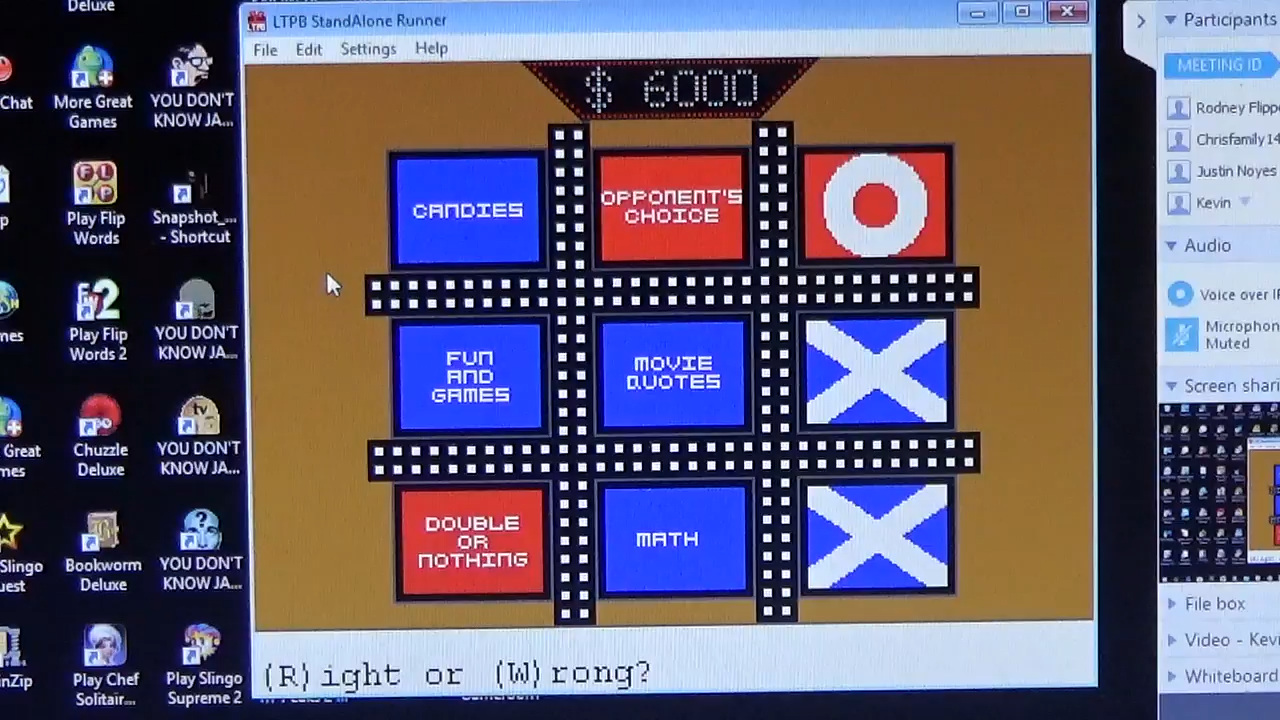 Deluxe
Chat
More Great
Games
YOU DON'T
KNOW JA...
FLIP
Play Flip
Words
Snapshot_...
- Shortcut
Play Flip
Words 2
YOU DON'T
KNOW JA...
Great
Chuzzle
Deluxe
tv
YOU DON'T
KNOW JA...
Slingo
Bookworm
Deluxe
YOU DON'T
KNOW JA...
Play Chef
Solitair...
Play Slingo
Supreme 2
LTPB StandAlone Runner
File Edit Settings Help
$ 6000
CANDIES
OPPONENT'S
CHOICE
FUN
AND
GAMES
MOVIE
QUOTES
DOUBLE
OR
NOTHING
MATH
(R)ight or (W)rong?
Participants
MEETING ID
Rodney Flipp
Chrisfamily14
Justin Noyes
Kevin
Audio
Voice over I
Microphon
Muted
Screen shari
File box
Video - Kevi
Whiteboard